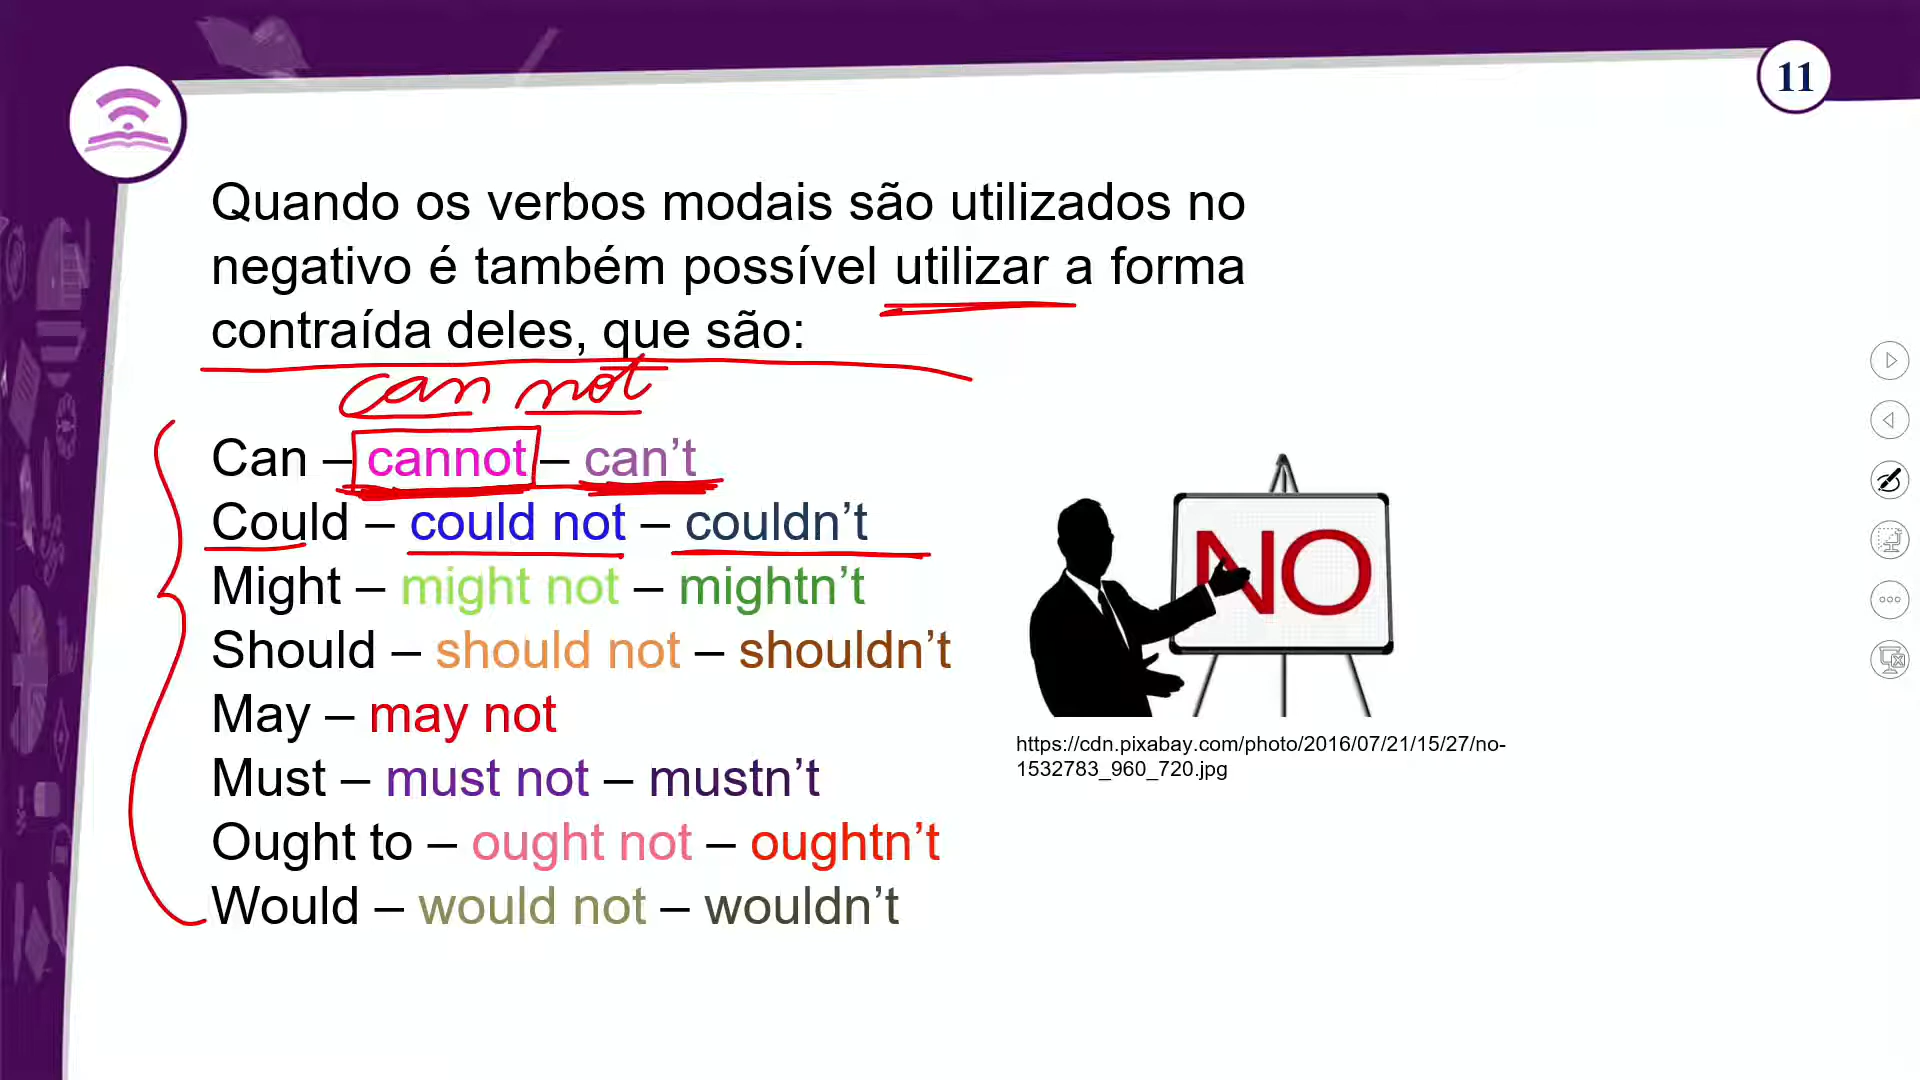 11
Quando os verbos modais são utilizados no
negativo é também possível utilizar a forma
contraída deles, que são:
can not
Can – cannot – can’t
Could – could not – couldn’t
Might – might not – mightn’t
Should – should not – shouldn’t
May – may not
Must – must not – mustn’t
Ought to – ought not – oughtn’t
Would – would not – wouldn’t
NO
https://cdn.pixabay.com/photo/2016/07/21/15/27/no-
1532783_960_720.jpg